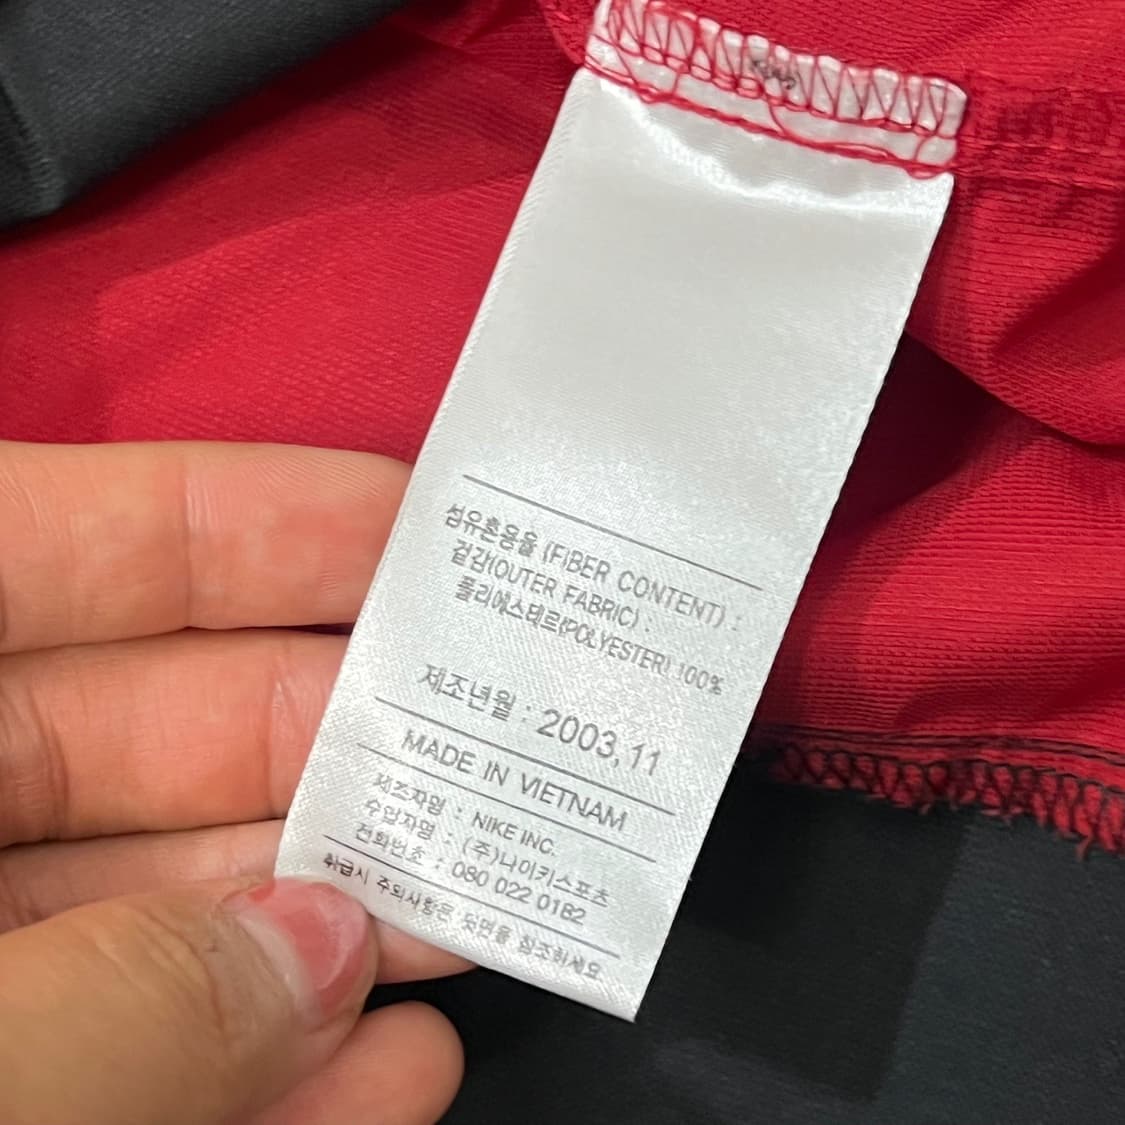 섬유혼용율 (FIBER CONTENT) :
겉감(OUTER FABRIC) :
폴리에스테르(POLYESTER) 100%
제조년월 : 2003,11
MADE IN VIETNAM
제조자명 : NIKE INC.
수입자명 : (주)나이키스포츠
전화번호 : 080 022 0182
취급시 주의사항은 뒷면을 참조하세요.